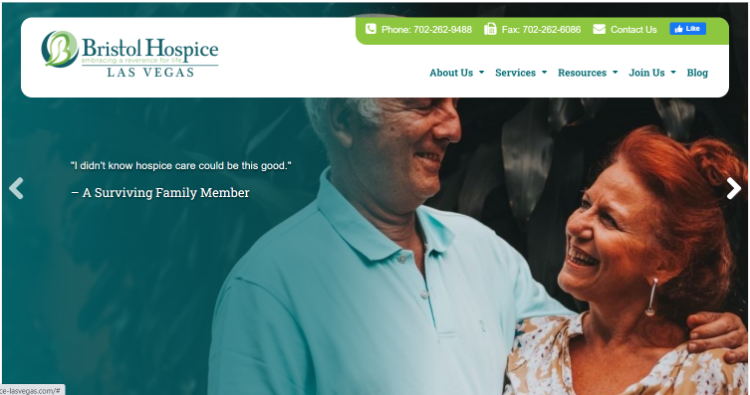 Phone: 702-262-9488 Fax: 702-262-6086 Contact Us Like
Bristol Hospice
embracing a reverence for life
LAS VEGAS
About Us Services Resources Join Us Blog
"I didn't know hospice care could be this good."
– A Surviving Family Member
ce-lasvegas.com/#